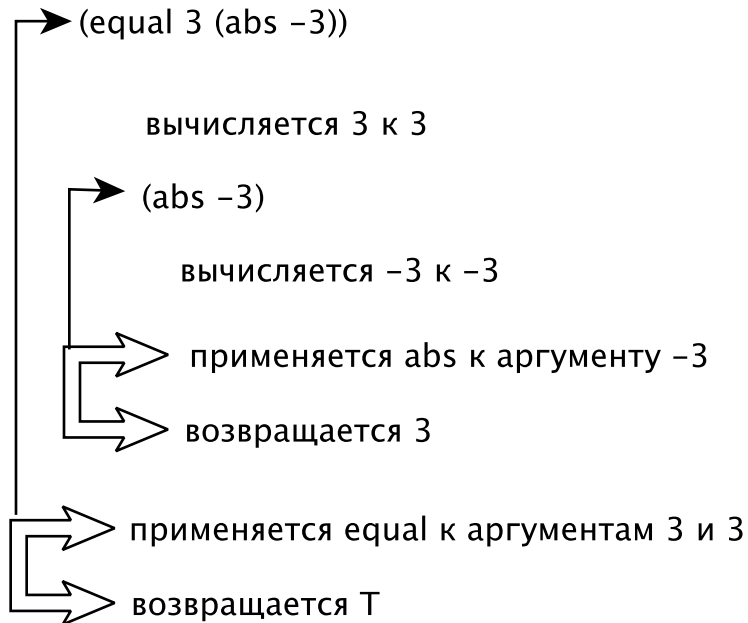 (equal 3 (abs -3))
вычисляется 3 к 3
(abs -3)
вычисляется -3 к -3
применяется abs к аргументу -3
возвращается 3
применяется equal к аргументам 3 и 3
возвращается T